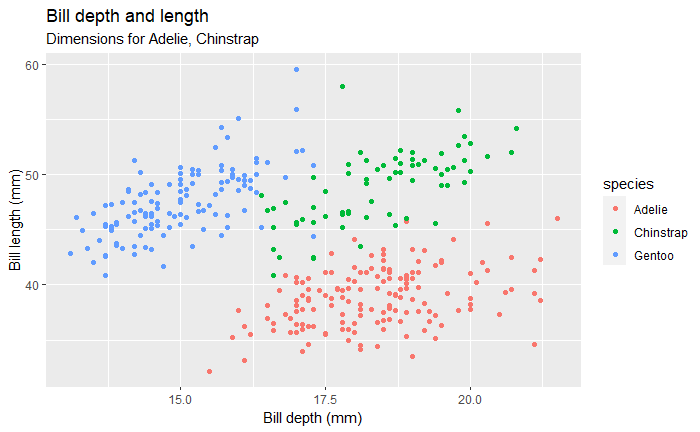 Bill depth and length
Dimensions for Adelie, Chinstrap
60
50
40
Bill length (mm)
15.0
17.5
20.0
Bill depth (mm)
species
Adelie
Chinstrap
Gentoo